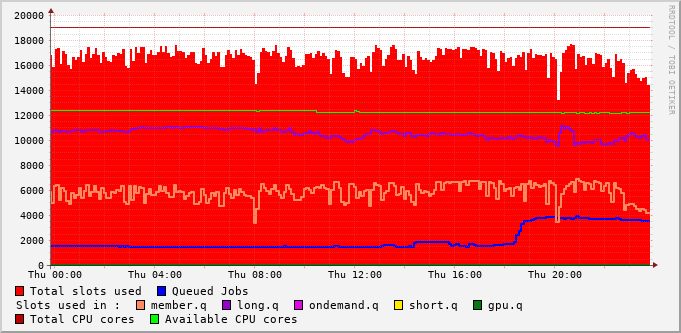 RRDTOOL / TOBI OETIKER
20000
18000
16000
14000
12000
10000
8000
6000
4000
2000
0
Thu 00:00 Thu 04:00 Thu 08:00 Thu 12:00 Thu 16:00 Thu 20:00
Total slots used Queued Jobs
Slots used in : member.q long.q ondemand.q short.q gpu.q
Total CPU cores Available CPU cores